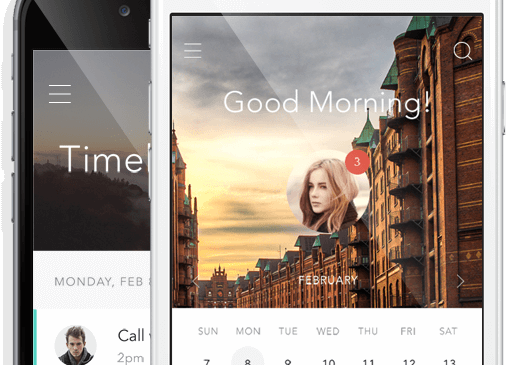 Good Morning!
3
FEBRUARY
SUN MON TUE WED THU FRI SAT
7 8 9 10 11 12 13
MONDAY, FEB 8
Call
2pm